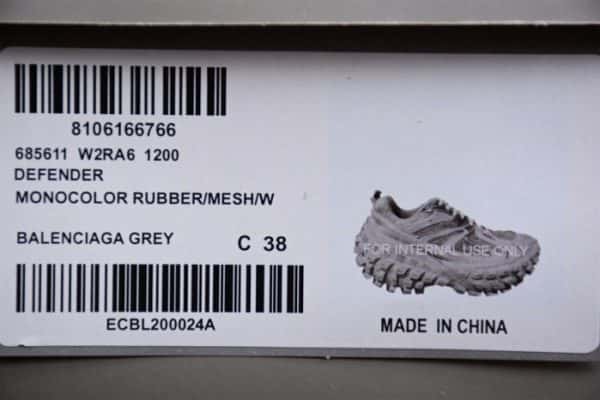 8106166766
685611 W2RA6 1200
DEFENDER
MONOCOLOR RUBBER/MESH/W
BALENCIAGA GREY C 38
ECBL200024A
FOR INTERNAL USE ONLY
MADE IN CHINA